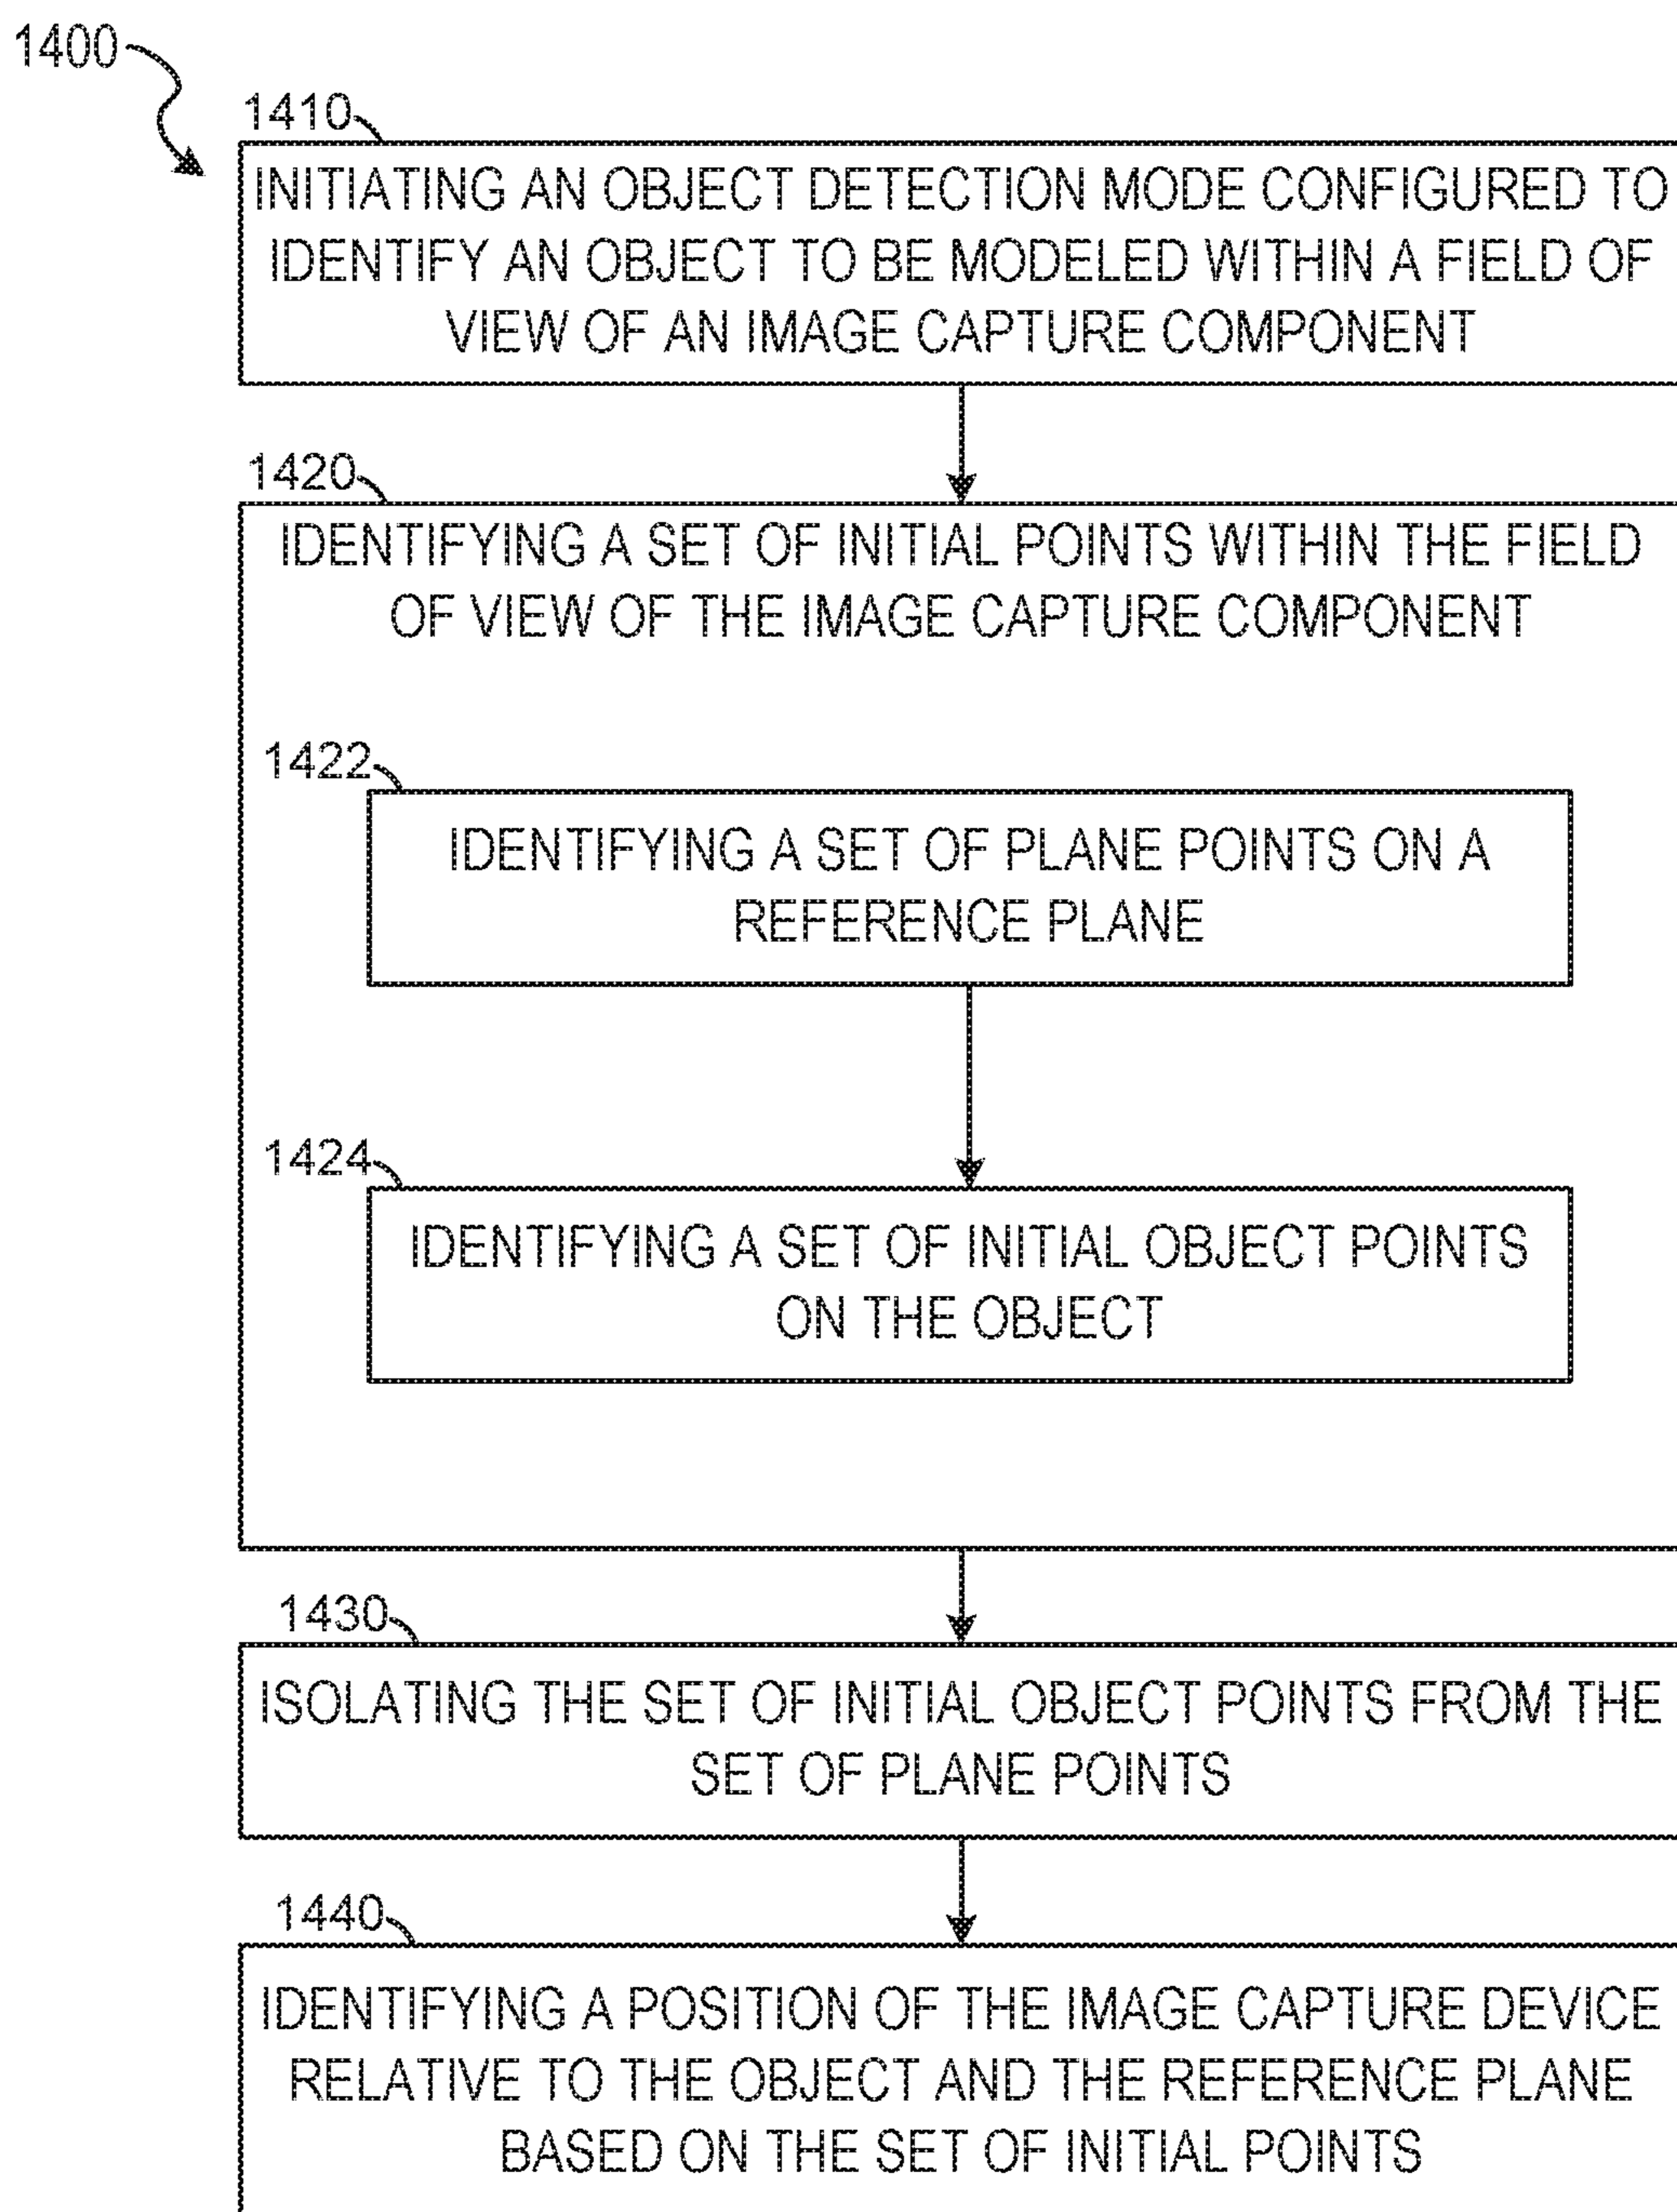 1400
1410
INITIATING AN OBJECT DETECTION MODE CONFIGURED TO
IDENTIFY AN OBJECT TO BE MODELED WITHIN A FIELD OF
VIEW OF AN IMAGE CAPTURE COMPONENT
1420
IDENTIFYING A SET OF INITIAL POINTS WITHIN THE FIELD
OF VIEW OF THE IMAGE CAPTURE COMPONENT
1422
IDENTIFYING A SET OF PLANE POINTS ON A
REFERENCE PLANE
1424
IDENTIFYING A SET OF INITIAL OBJECT POINTS
ON THE OBJECT
1430
ISOLATING THE SET OF INITIAL OBJECT POINTS FROM THE
SET OF PLANE POINTS
1440
IDENTIFYING A POSITION OF THE IMAGE CAPTURE DEVICE
RELATIVE TO THE OBJECT AND THE REFERENCE PLANE
BASED ON THE SET OF INITIAL POINTS